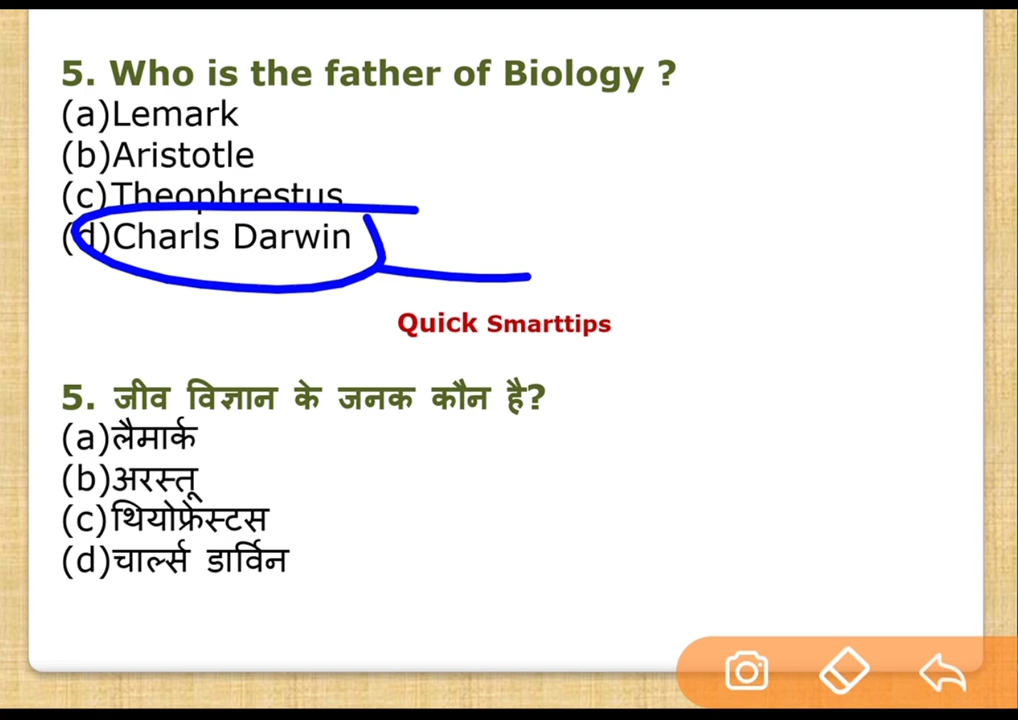 5. Who is the father of Biology ?
(a)Lemark
(b)Aristotle
(c)Theophrestus
(d)Charls Darwin
Quick Smarttips
5. जीव विज्ञान के जनक कौन है?
(a)लैमार्क
(b)अरस्तू
(c)थियोफ्रेस्टस
(d)चार्ल्स डार्विन